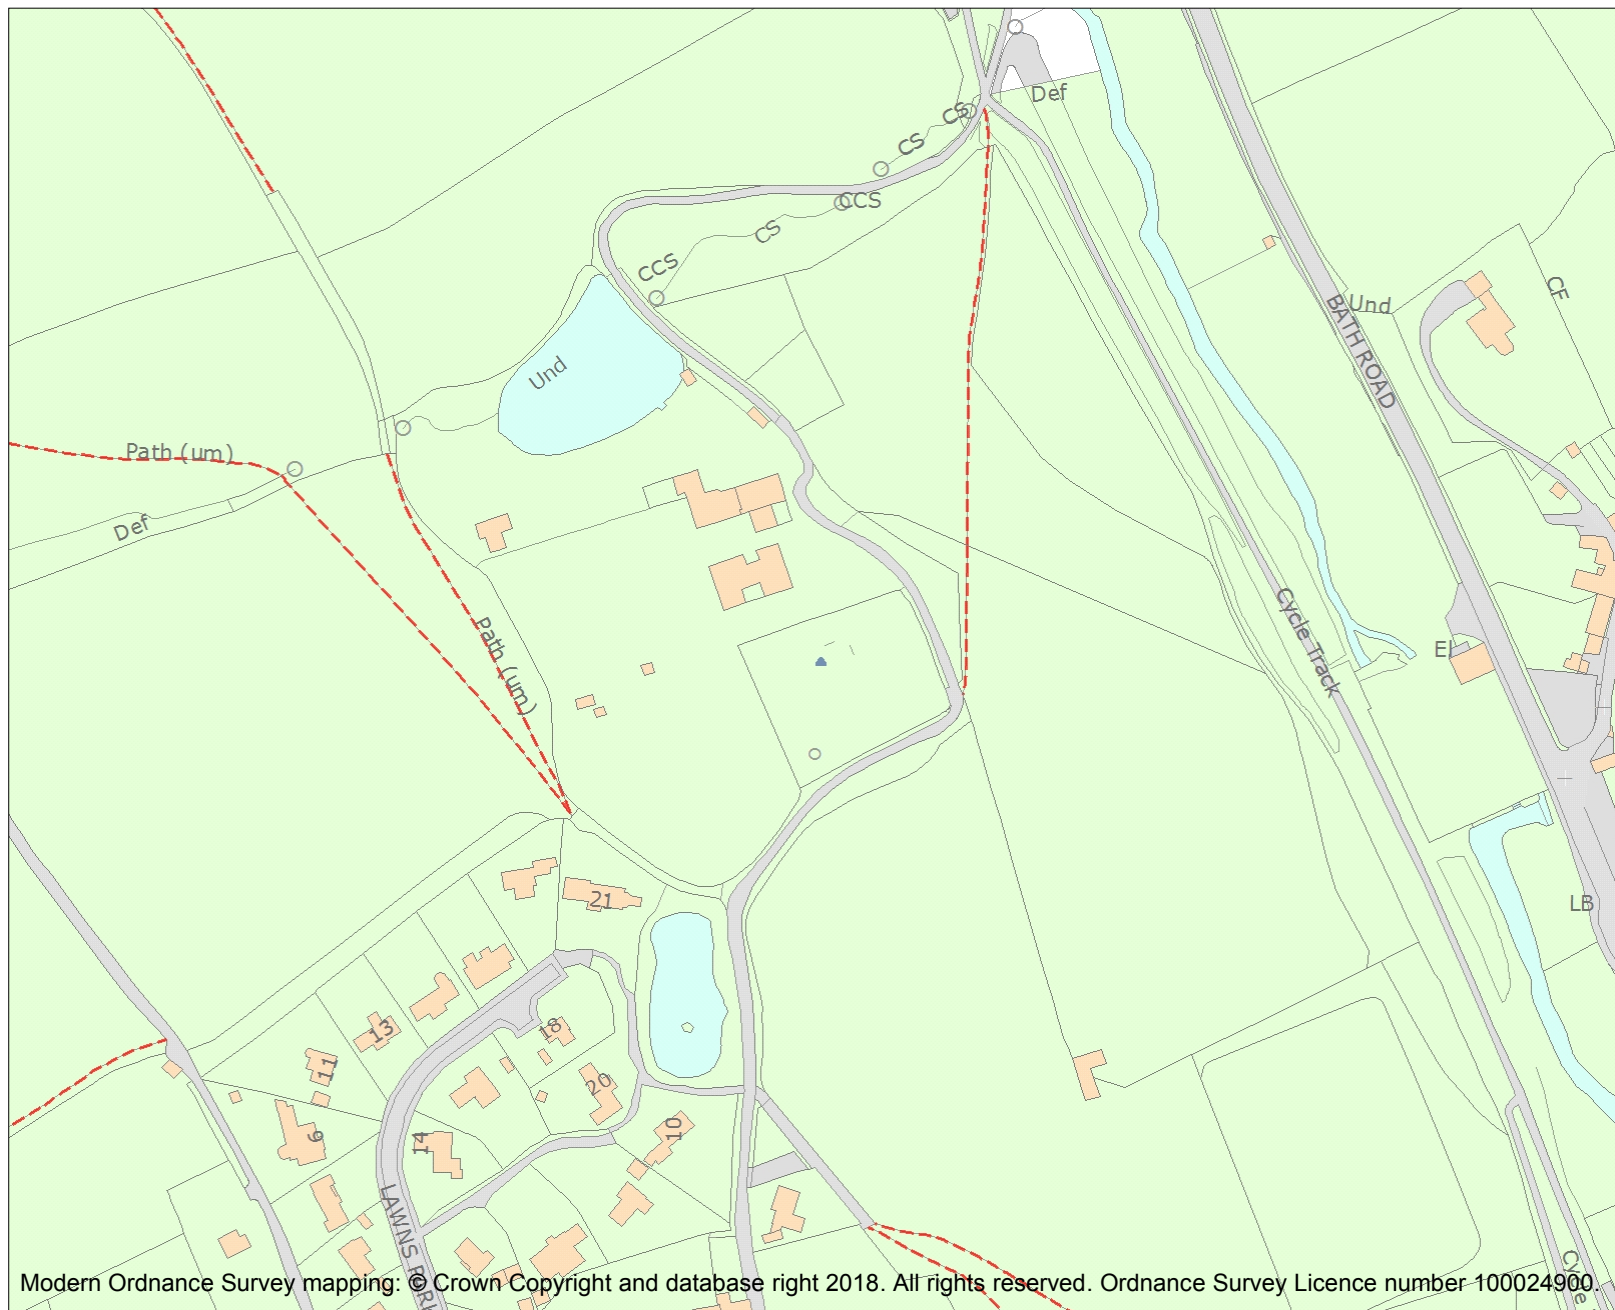 Def
CS
CS
CCS
CS
CCS
CF
Und
BATH ROAD
Und
Path (um)
Def
Path (um)
Cycle Track
El
21
LB
18
13
11
20
10
9
14
LAWNS PARK
Cycle
Modern Ordnance Survey mapping: © Crown Copyright and database right 2018. All rights reserved. Ordnance Survey Licence number 100024900.